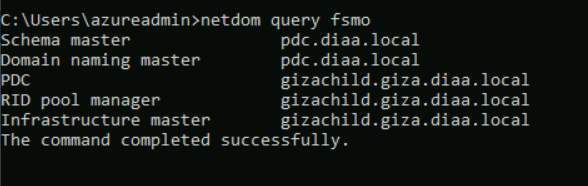 C:\Users\azureadmin>netdom query fsmo
Schema master               pdc.diaa.local
Domain naming master        pdc.diaa.local
PDC                         gizachild.giza.diaa.local
RID pool manager            gizachild.giza.diaa.local
Infrastructure master       gizachild.giza.diaa.local
The command completed successfully.